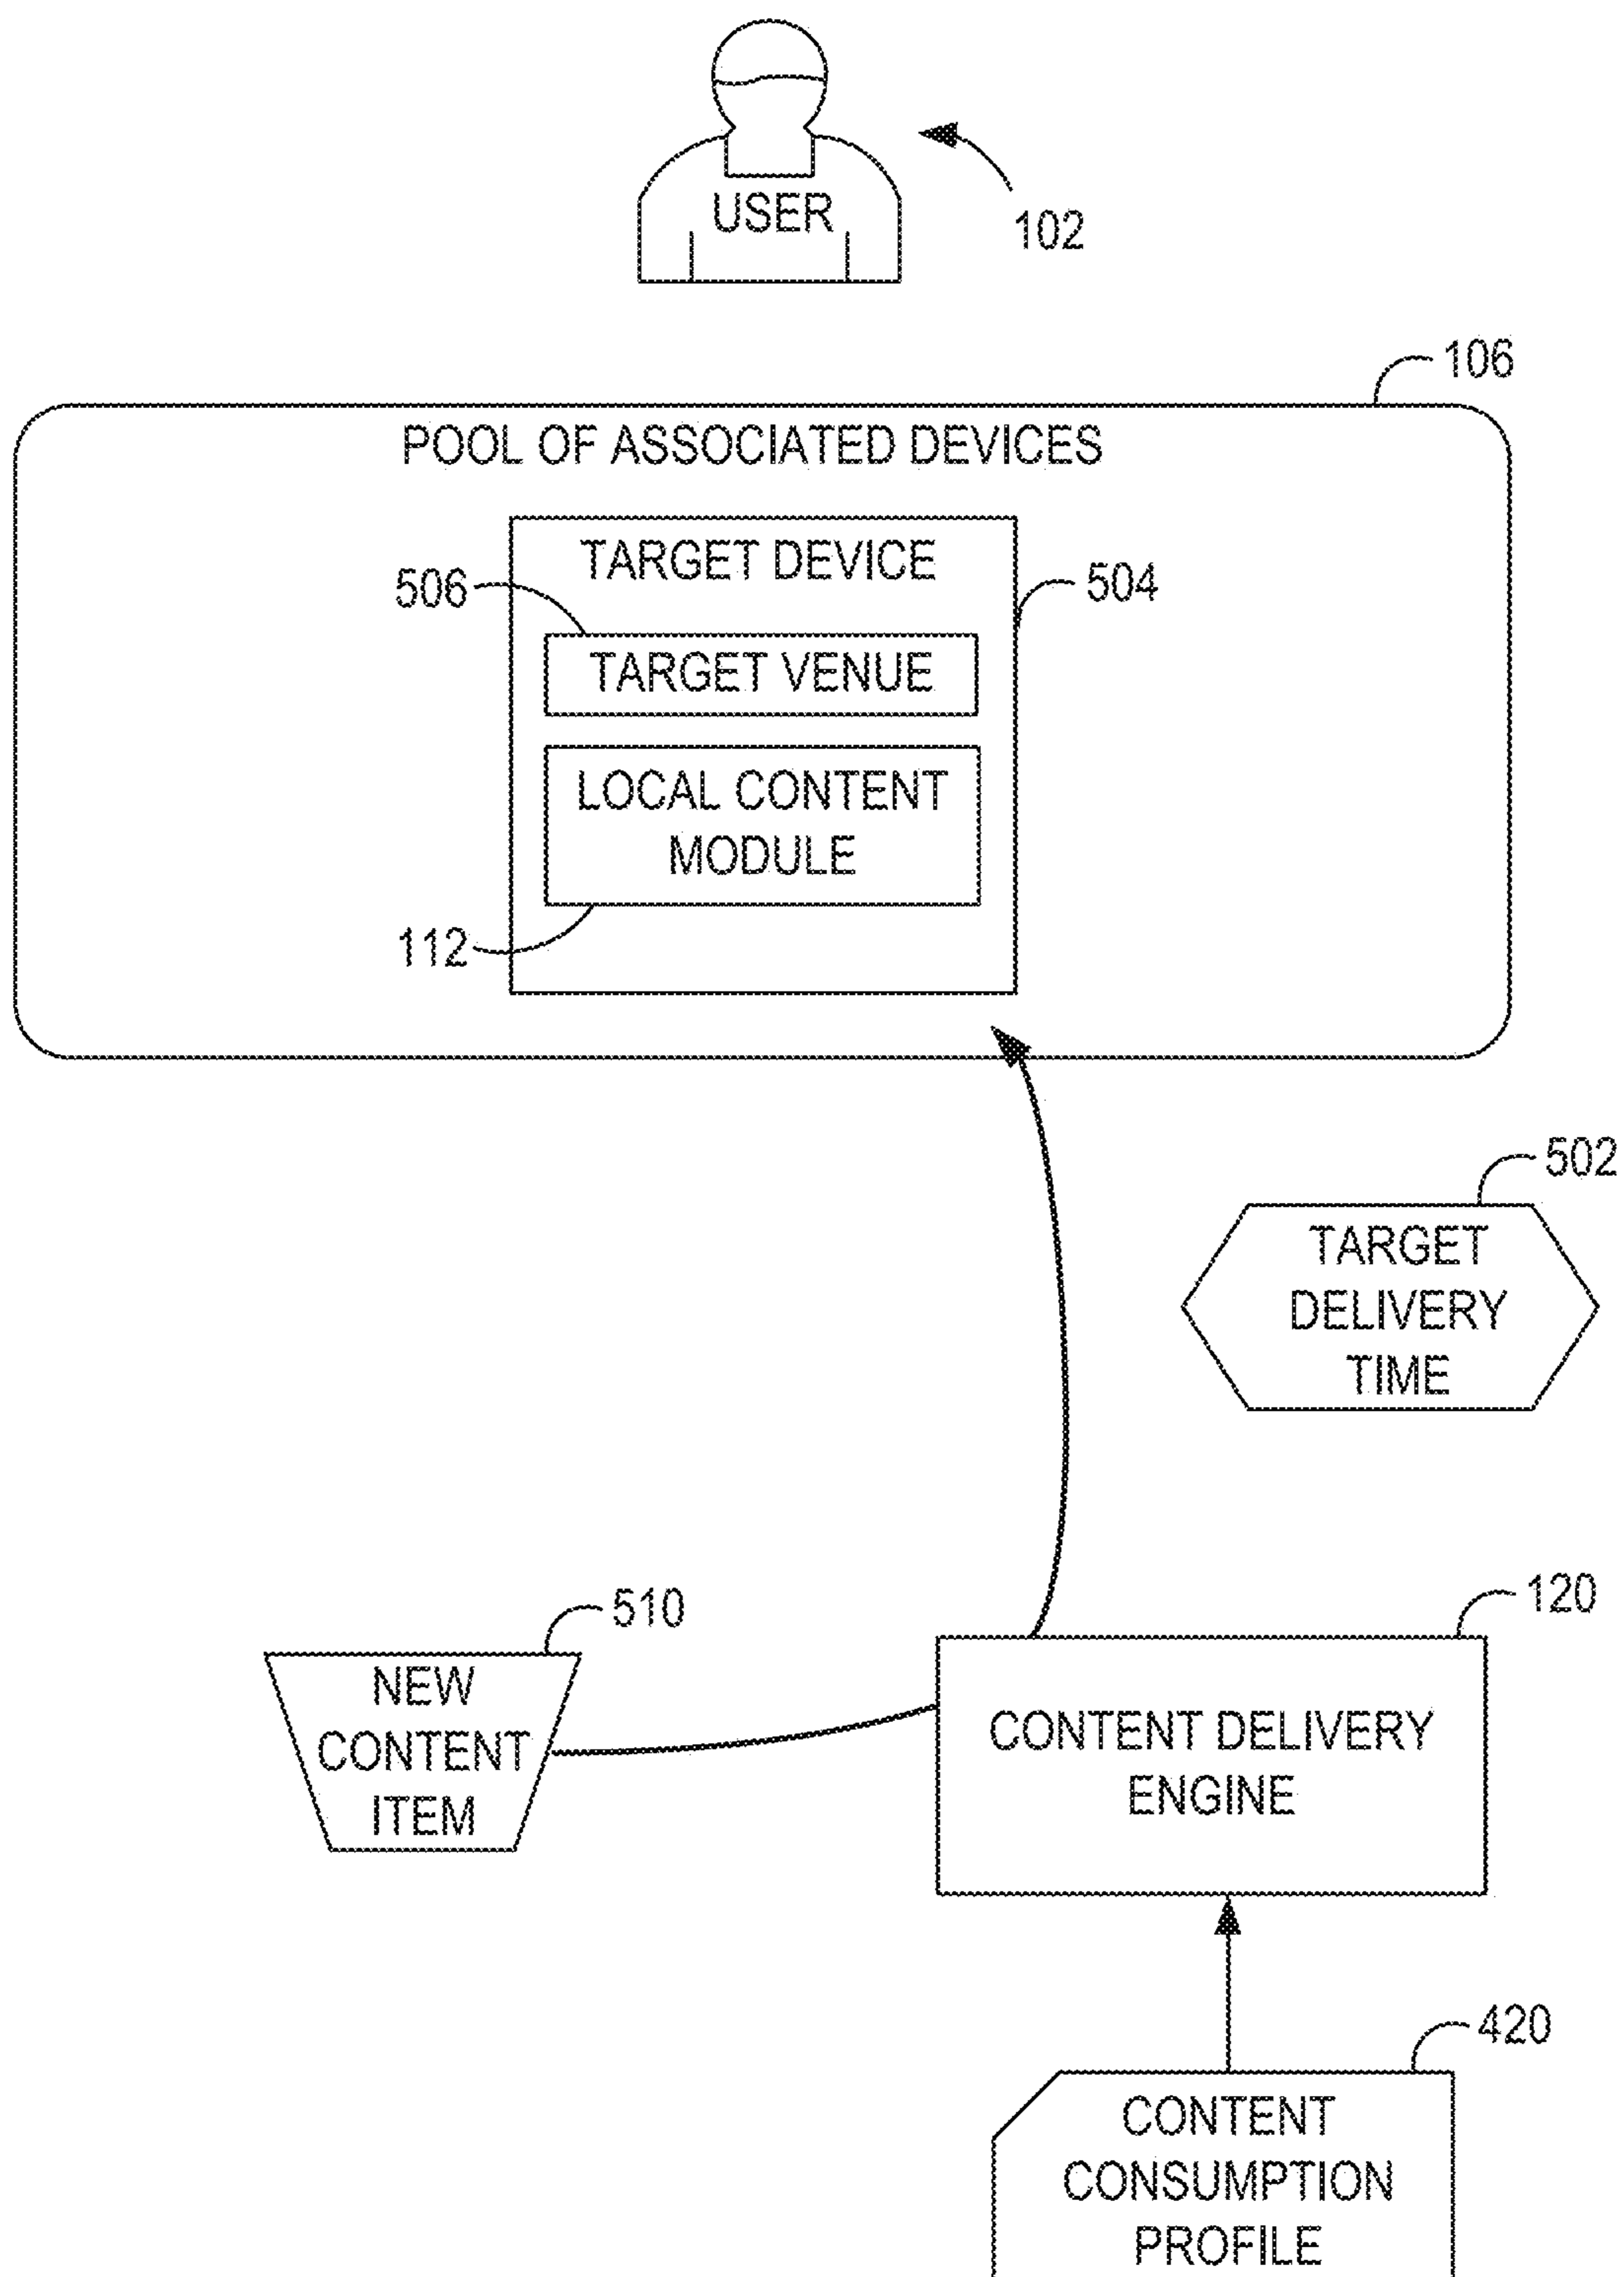 USER
102
106
POOL OF ASSOCIATED DEVICES
TARGET DEVICE
506
504
TARGET VENUE
LOCAL CONTENT
MODULE
112
502
TARGET
DELIVERY
TIME
510
120
NEW
CONTENT
ITEM
CONTENT DELIVERY
ENGINE
420
CONTENT
CONSUMPTION
PROFILE